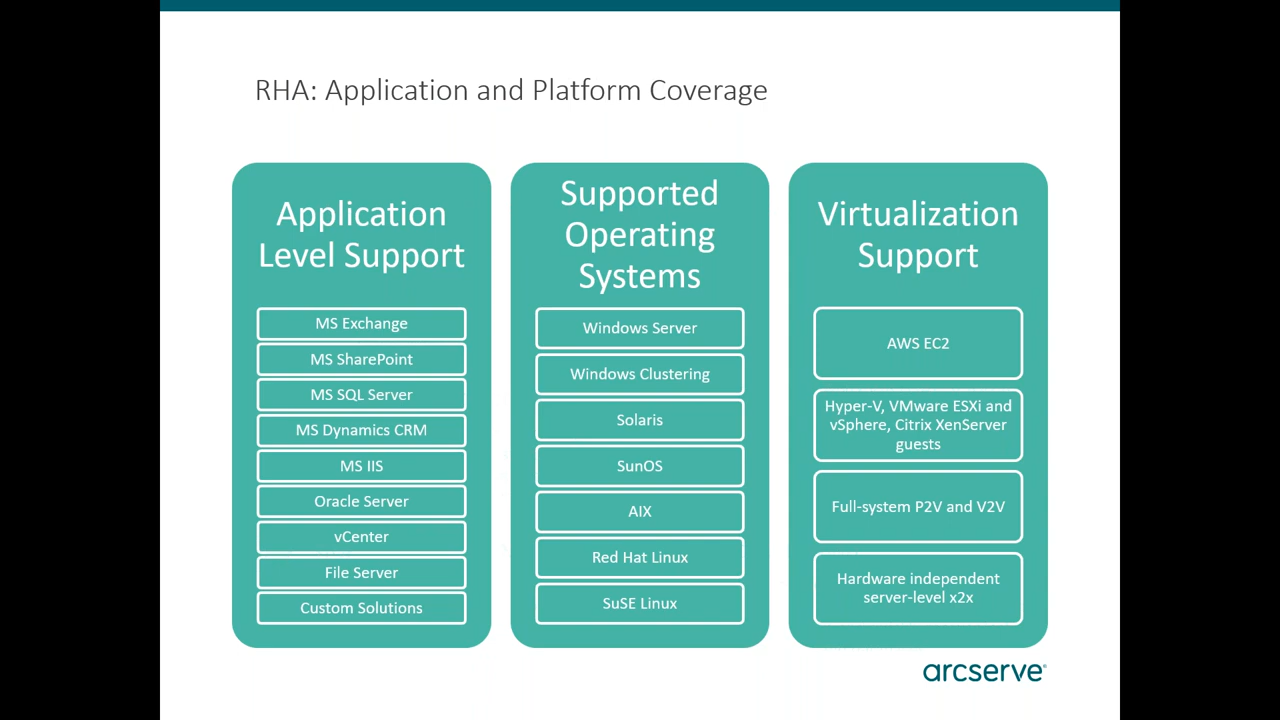 RHA: Application and Platform Coverage
Application
Level Support
MS Exchange
MS SharePoint
MS SQL Server
MS Dynamics CRM
MS IIS
Oracle Server
vCenter
File Server
Custom Solutions
Supported
Operating
Systems
Windows Server
Windows Clustering
Solaris
SunOS
AIX
Red Hat Linux
SuSE Linux
Virtualization
Support
AWS EC2
Hyper-V, VMware ESXi and
vSphere, Citrix XenServer
guests
Full-system P2V and V2V
Hardware independent
server-level x2x
arcserve